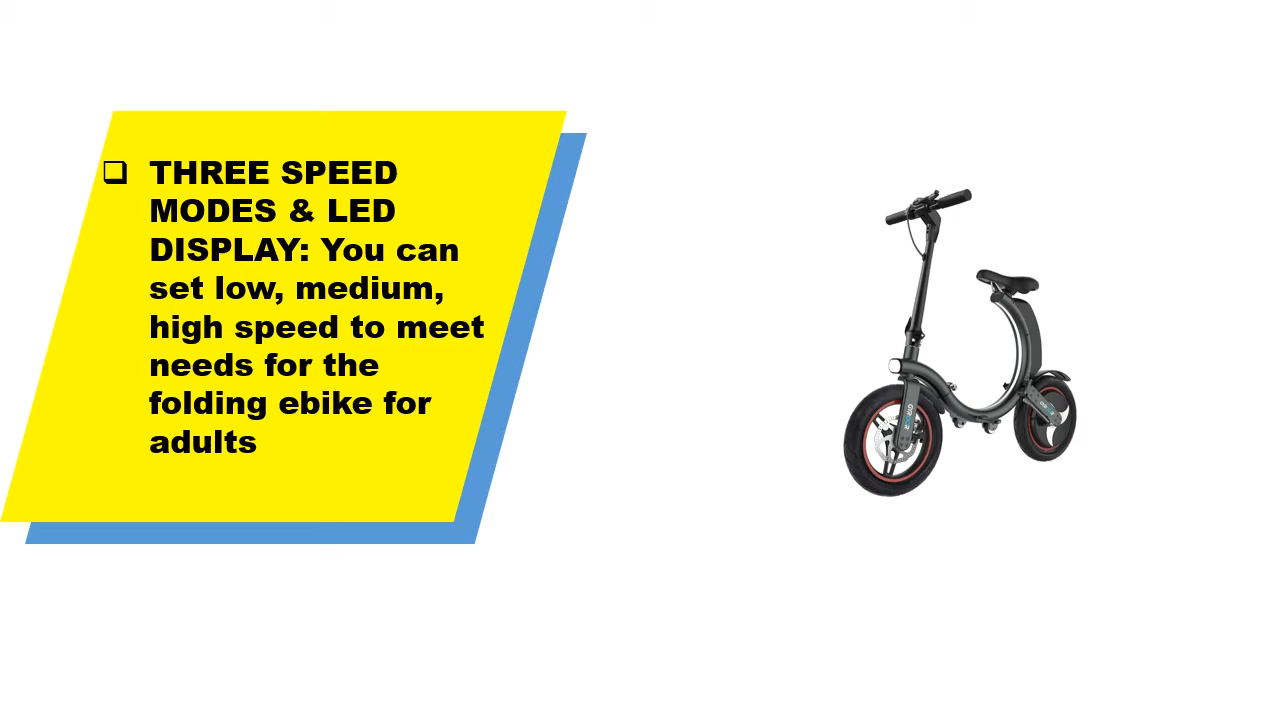 THREE SPEED
MODES & LED
DISPLAY: You can
set low, medium,
high speed to meet
needs for the
folding ebike for
adults